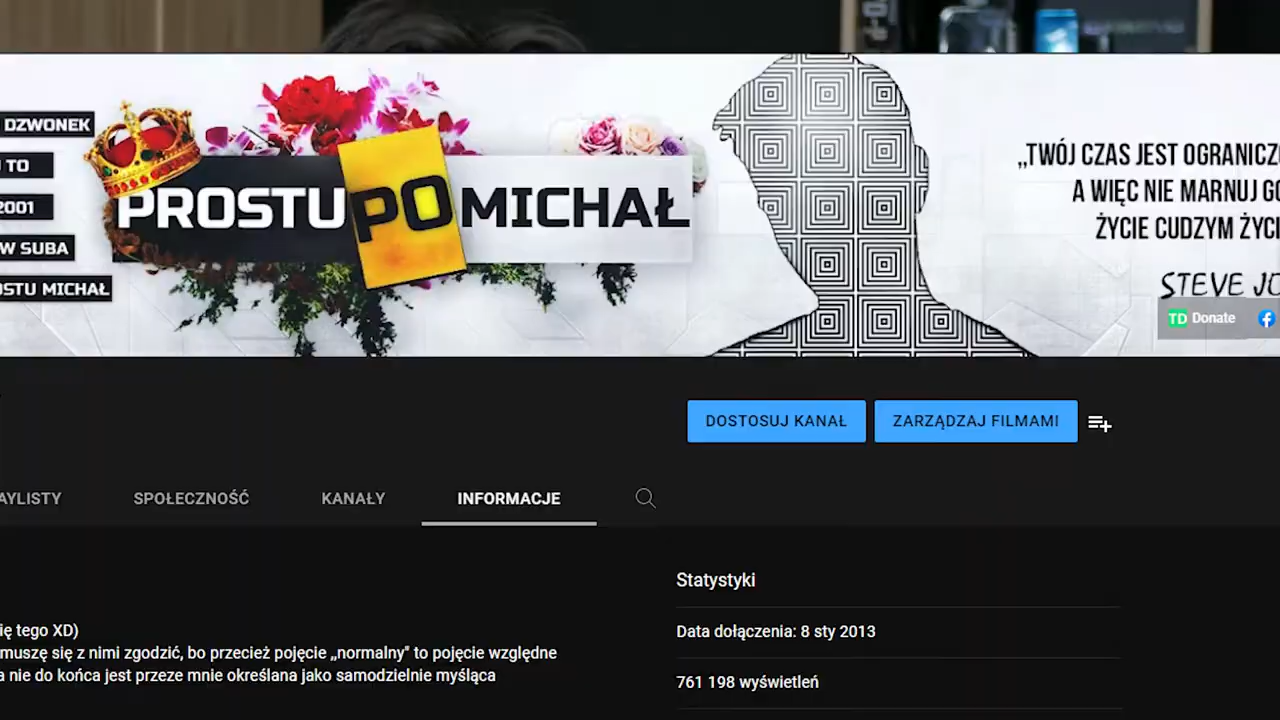 DZWONEK
TO
2001
W SUBA
OSTU MICHAŁ
PROSTU PO MICHAŁ
„TWÓJ CZAS JEST OGRANICZ
A WIĘC NIE MARNUJ GO
ŻYCIE CUDZYM ŻYCI
STEVE JO
TD Donate
DOSTOSUJ KANAŁ
ZARZĄDZAJ FILMAMI
AYLISTY
SPOŁECZNOŚĆ
KANAŁY
INFORMACJE
Statystyki
ię tego XD)
Data dołączenia: 8 sty 2013
muszę się z nimi zgodzić, bo przecież pojęcie „normalny" to pojęcie względne
a nie do końca jest przeze mnie określana jako samodzielnie myśląca
761 198 wyświetleń